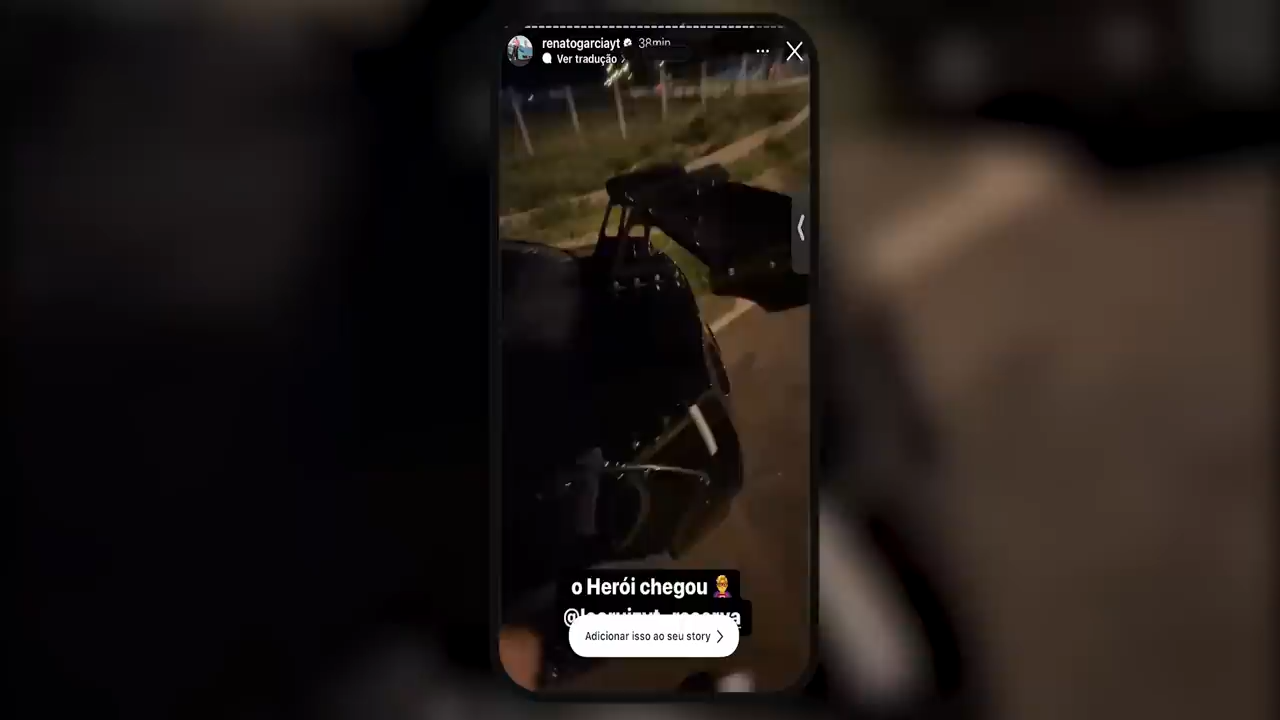 renatogarciayt 38min
Ver tradução
o Herói chegou
Adicionar isso ao seu story